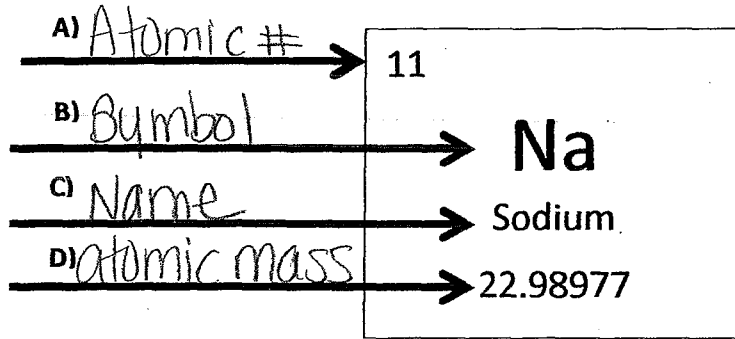 A) Atomic #
11
B) Symbol
Na
C) Name
Sodium
D) atomic mass
22.98977